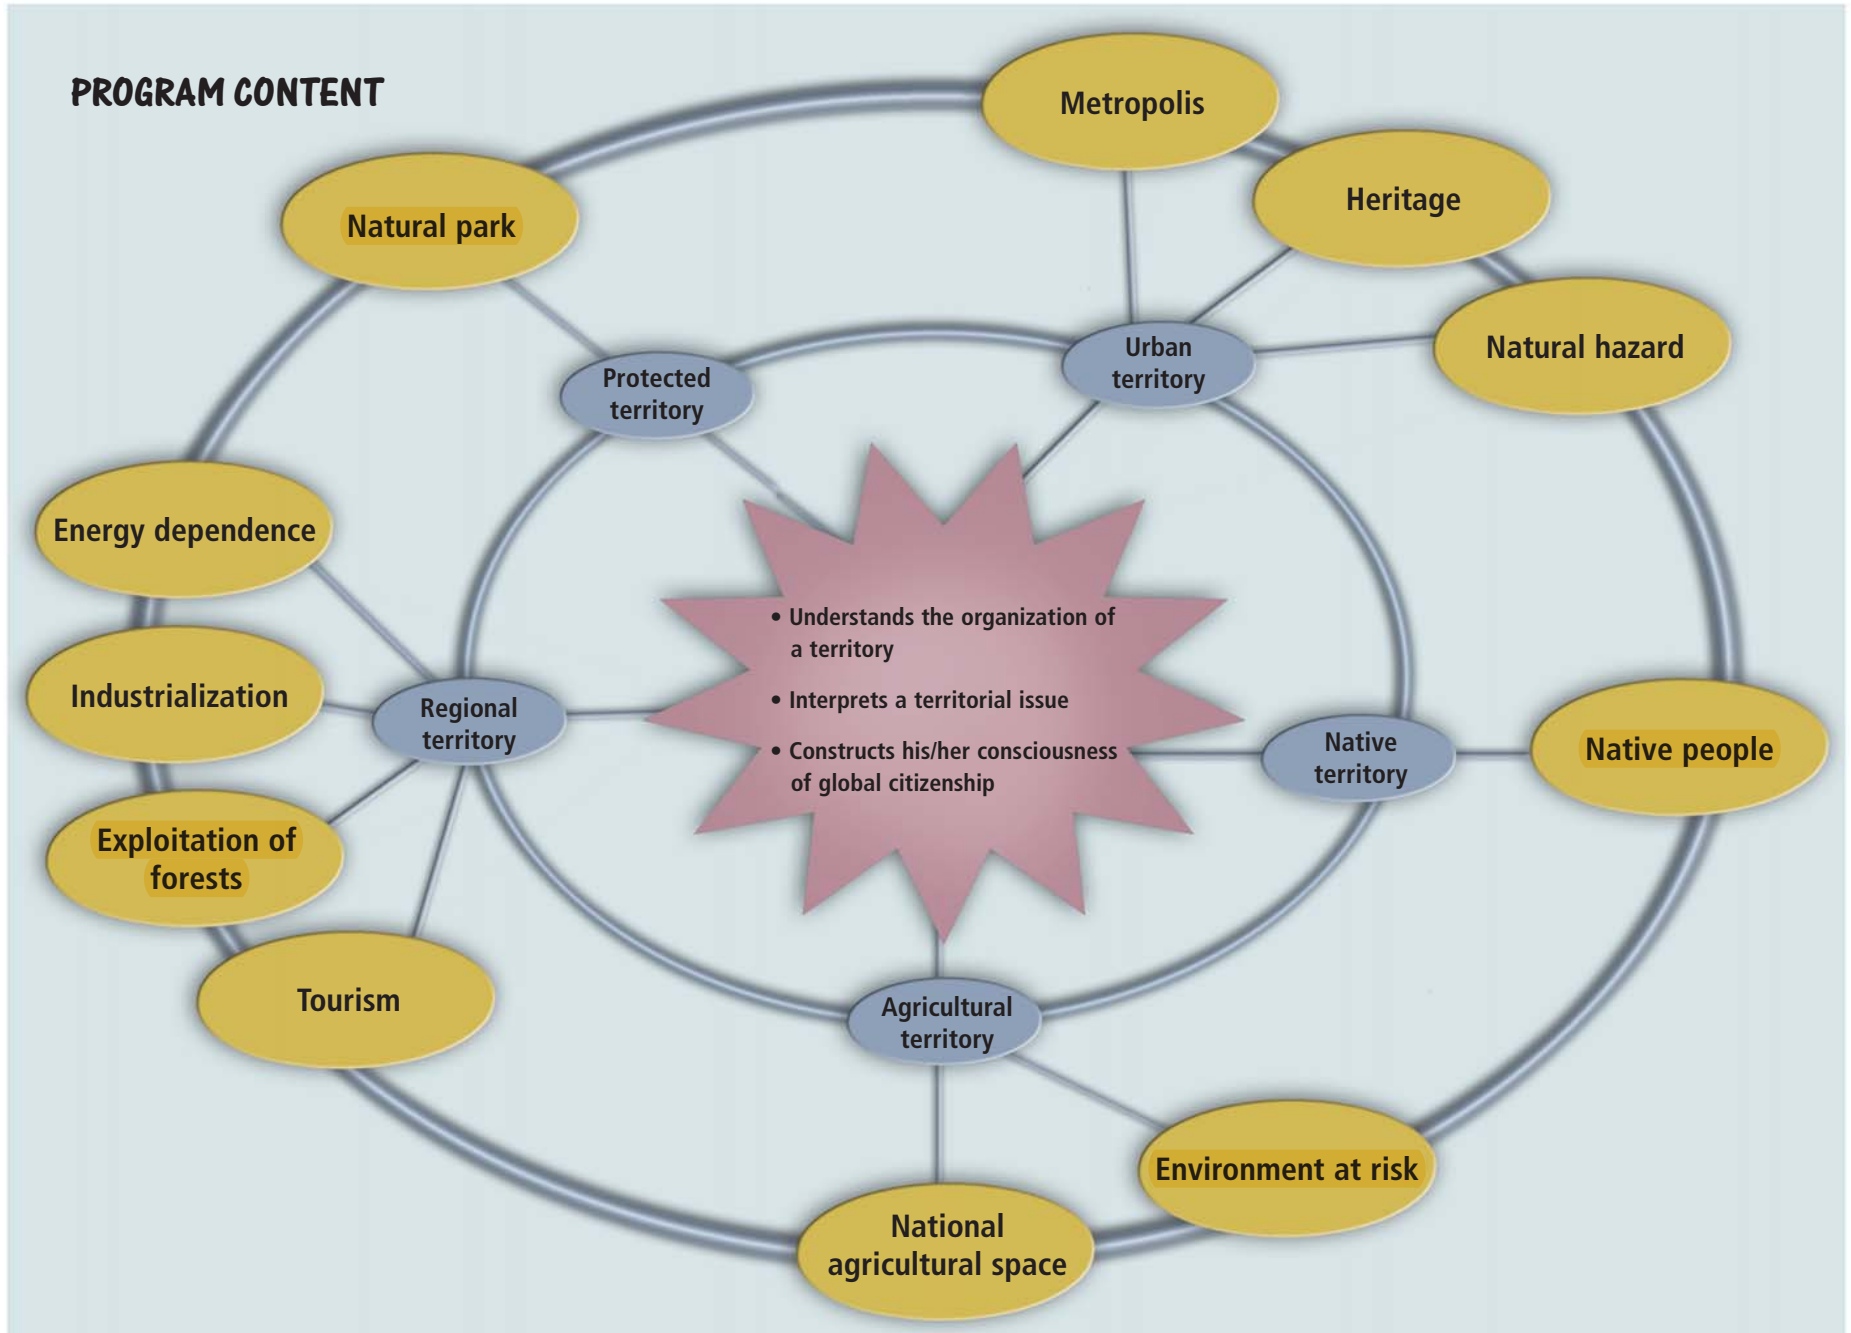 PROGRAM CONTENT
Metropolis
Heritage
Natural park
Natural hazard
Urban
territory
Protected
territory
Energy dependence
• Understands the organization of
a territory
Industrialization
Regional
territory
• Interprets a territorial issue
• Constructs his/her consciousness
of global citizenship
Native
territory
Native people
Exploitation of
forests
Tourism
Agricultural
territory
Environment at risk
National
agricultural space